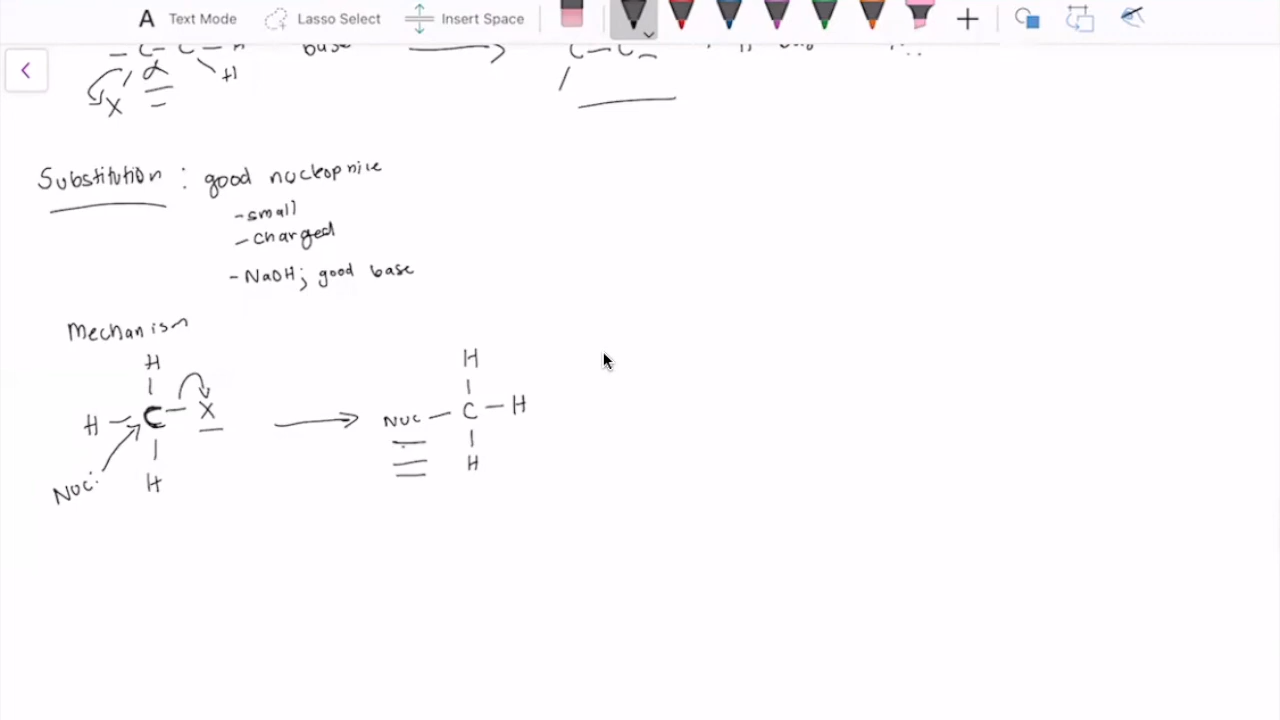 A Text Mode Lasso Select Insert Space
- C - C - H base
C - C
X α H
Substitution : good nucleophile
- small
- charged
- NaOH; good base
Mechanism
H H
H - C - X Nuc - C - H
Nuc: H H